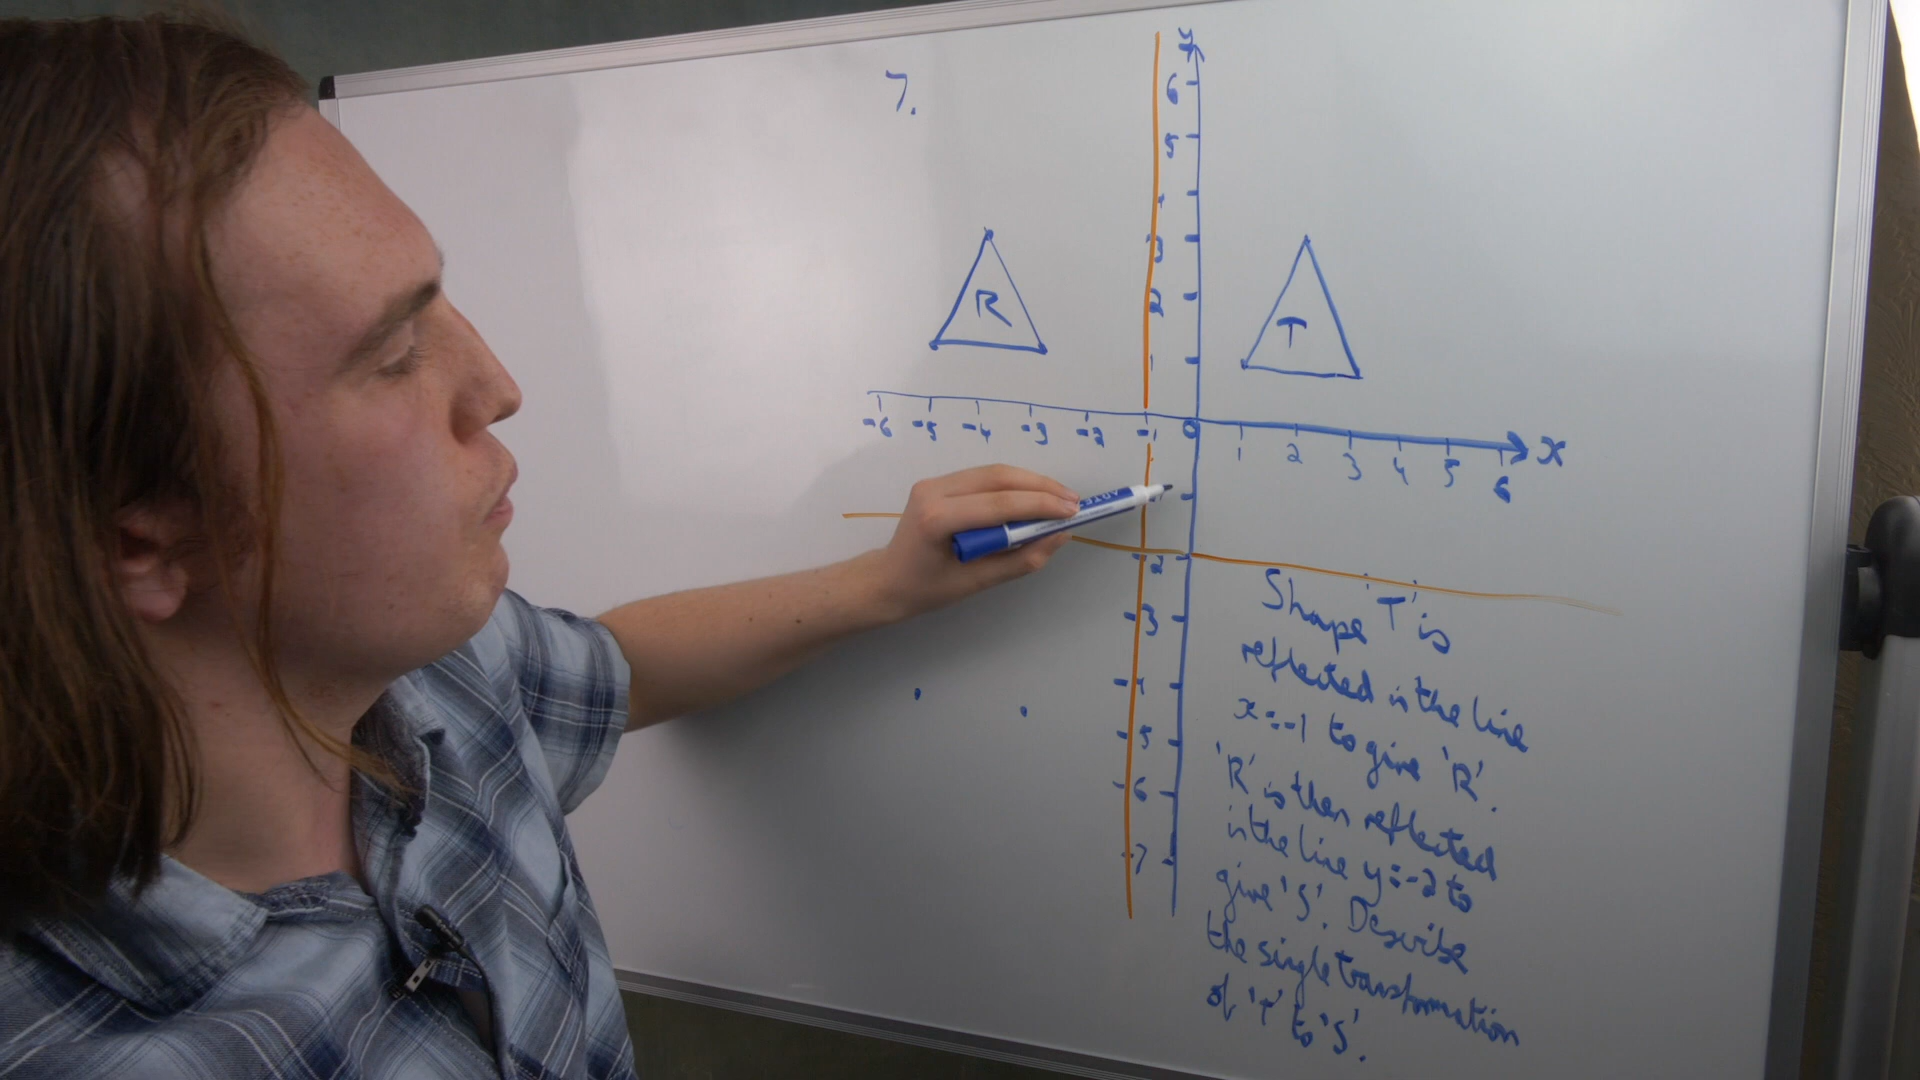 7.
y
6
5
4
3
2
1
R
T
-6 -5 -4 -3 -2 -1 0 1 2 3 4 5 6 x
-1
-2
-3
-4
-5
-6
-7
Shape 'T' is
reflected in the line
x=-1 to give 'R'.
'R' is then reflected
in the line y=-2 to
give 'S'. Describe
the single transformation
of 'T' to 'S'.